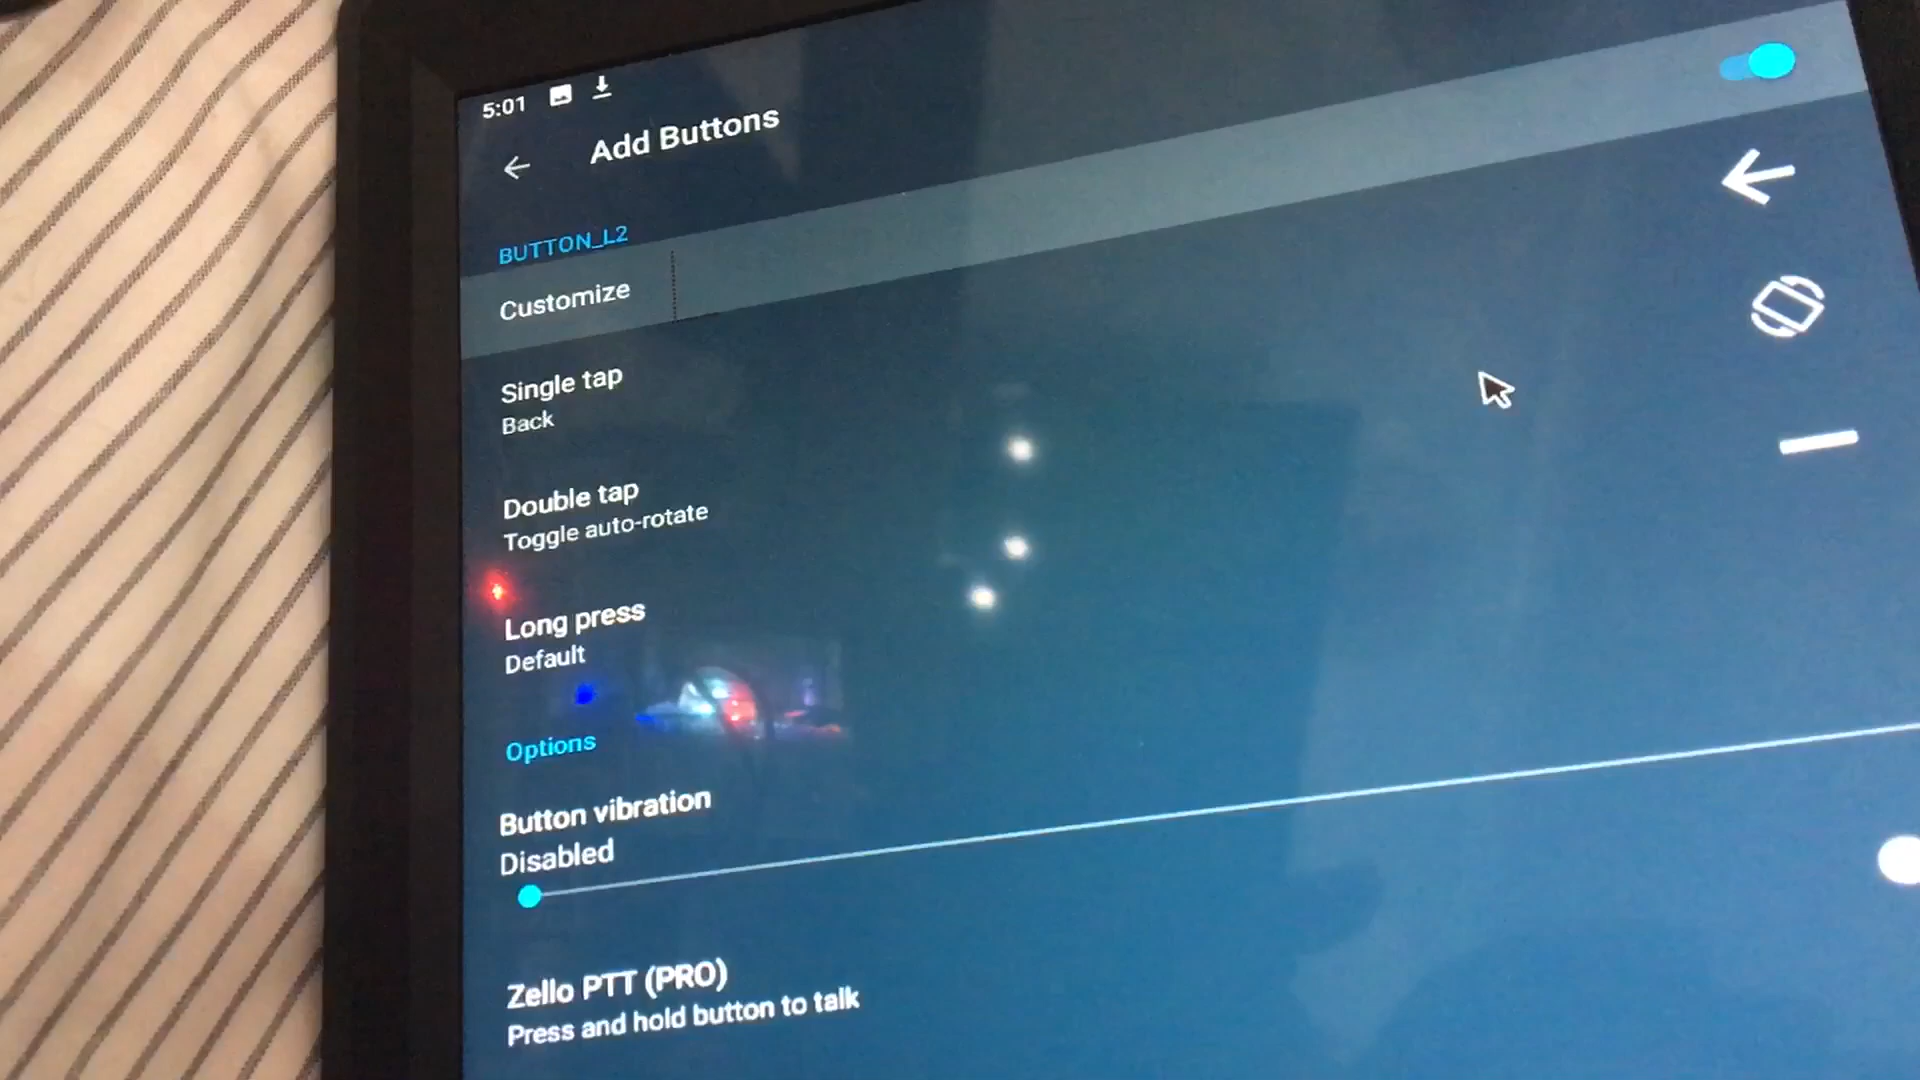 5:01
Add Buttons
BUTTON_L2
Customize
Single tap
Back
Double tap
Toggle auto-rotate
Long press
Default
Options
Button vibration
Disabled
Zello PTT (PRO)
Press and hold button to talk